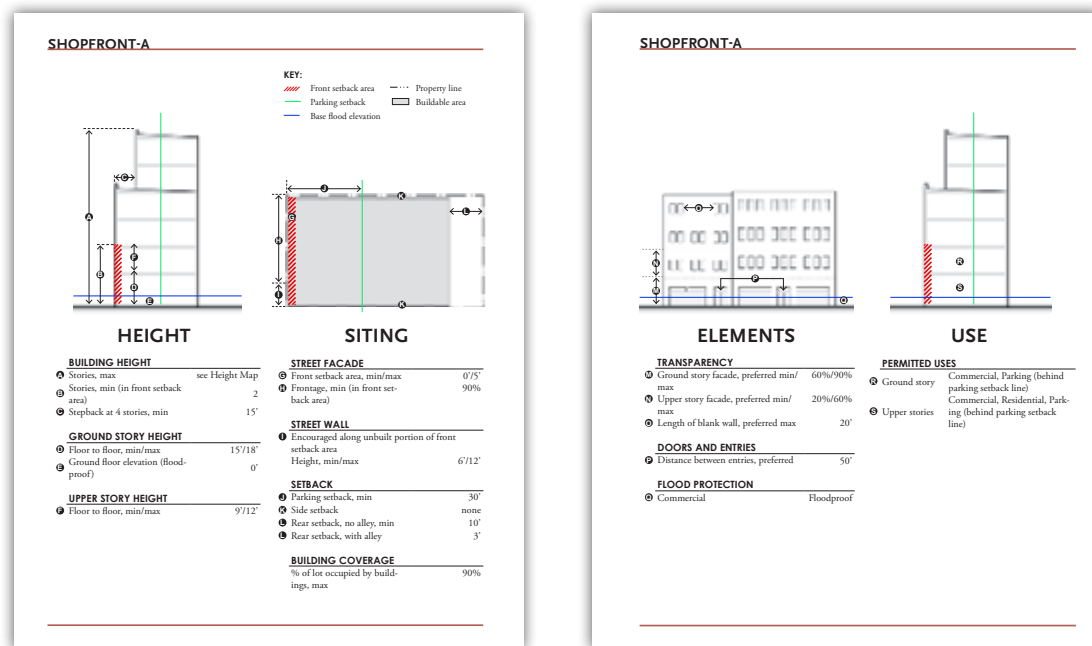 SHOPFRONT-A
KEY:
Front setback area
Property line
Parking setback
Buildable area
Base flood elevation
A
B
C
D
E
F
G
H
I
J
K
K
L
HEIGHT
BUILDING HEIGHT
A Stories, max see Height Map
B Stories, min (in front setback
area) 2
C Stepback at 4 stories, min 15'
GROUND STORY HEIGHT
D Floor to floor, min/max 15'/18'
E Ground floor elevation (flood-
proof) 0'
UPPER STORY HEIGHT
F Floor to floor, min/max 9'/12'
SITING
STREET FACADE
G Front setback area, min/max 0'/5'
H Frontage, min (in front set- 90%
back area)
STREET WALL
I Encouraged along unbuilt portion of front
setback area
Height, min/max 6'/12'
SETBACK
J Parking setback, min 30'
K Side setback none
L Rear setback, no alley, min 10'
L Rear setback, with alley 3'
BUILDING COVERAGE
% of lot occupied by build- 90%
ings, max
SHOPFRONT-A
O
N
M
P
Q
R
S
ELEMENTS
TRANSPARENCY
M Ground story facade, preferred min/ 60%/90%
max
N Upper story facade, preferred min/ 20%/60%
max
O Length of blank wall, preferred max 20'
DOORS AND ENTRIES
P Distance between entries, preferred 50'
FLOOD PROTECTION
Q Commercial Floodproof
USE
PERMITTED USES
R Ground story Commercial, Parking (behind
parking setback line)
S Upper stories Commercial, Residential, Park-
ing (behind parking setback
line)